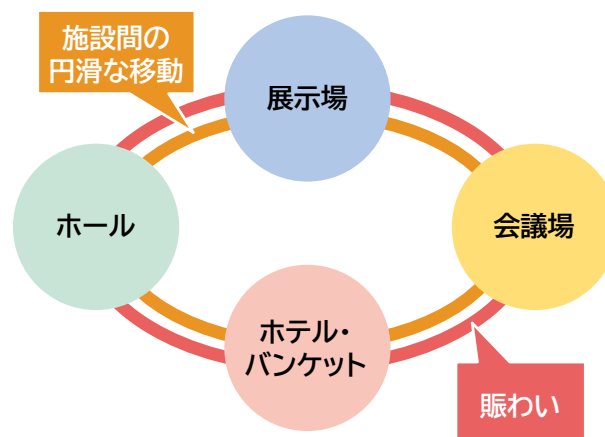 施設間の
円滑な移動
展示場
ホール
会議場
ホテル・
バンケット
賑わい